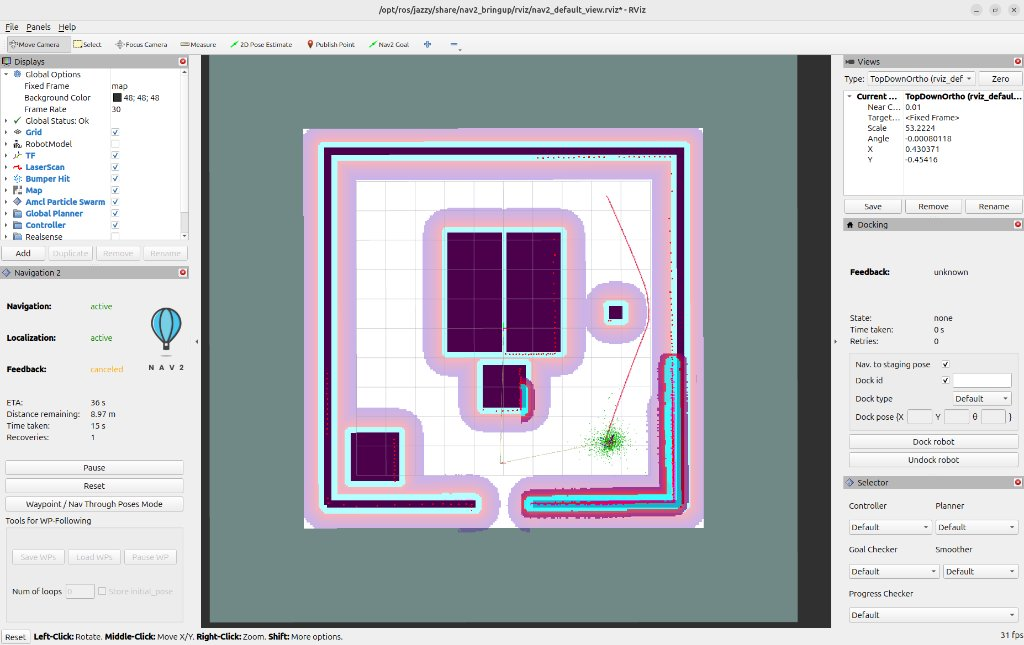 /opt/ros/jazzy/share/nav2_bringup/rviz/nav2_default_view.rviz* - RViz
File Panels Help
Move Camera Select Focus Camera Measure 2D Pose Estimate Publish Point Nav2 Goal
Displays
Global Options
Fixed Frame map
Background Color 48; 48; 48
Frame Rate 30
Global Status: Ok
Grid
RobotModel
TF
LaserScan
Bumper Hit
Map
Amcl Particle Swarm
Global Planner
Controller
Realsense
Add Duplicate Remove Rename
Navigation 2
Navigation: active
Localization: active
Feedback: canceled
NAV2
ETA: 36 s
Distance remaining: 8.97 m
Time taken: 15 s
Recoveries: 1
Pause
Reset
Waypoint / Nav Through Poses Mode
Tools for WP-Following
Save WPs Load WPs Pause WP
Num of loops 0 Store initial_pose
Reset Left-Click: Rotate. Middle-Click: Move X/Y. Right-Click: Zoom. Shift: More options.
Views
Type: TopDownOrtho (rviz_def Zero
Current ... TopDownOrtho (rviz_defaul...
Near C... 0.01
Target... <Fixed Frame>
Scale 53.2224
Angle -0.00080118
X 0.430371
Y -0.45416
Save Remove Rename
Docking
Feedback: unknown
State: none
Time taken: 0 s
Retries: 0
Nav. to staging pose
Dock id
Dock type Default
Dock pose {X Y θ }
Dock robot
Undock robot
Selector
Controller Planner
Default Default
Goal Checker Smoother
Default Default
Progress Checker
Default
31 fps